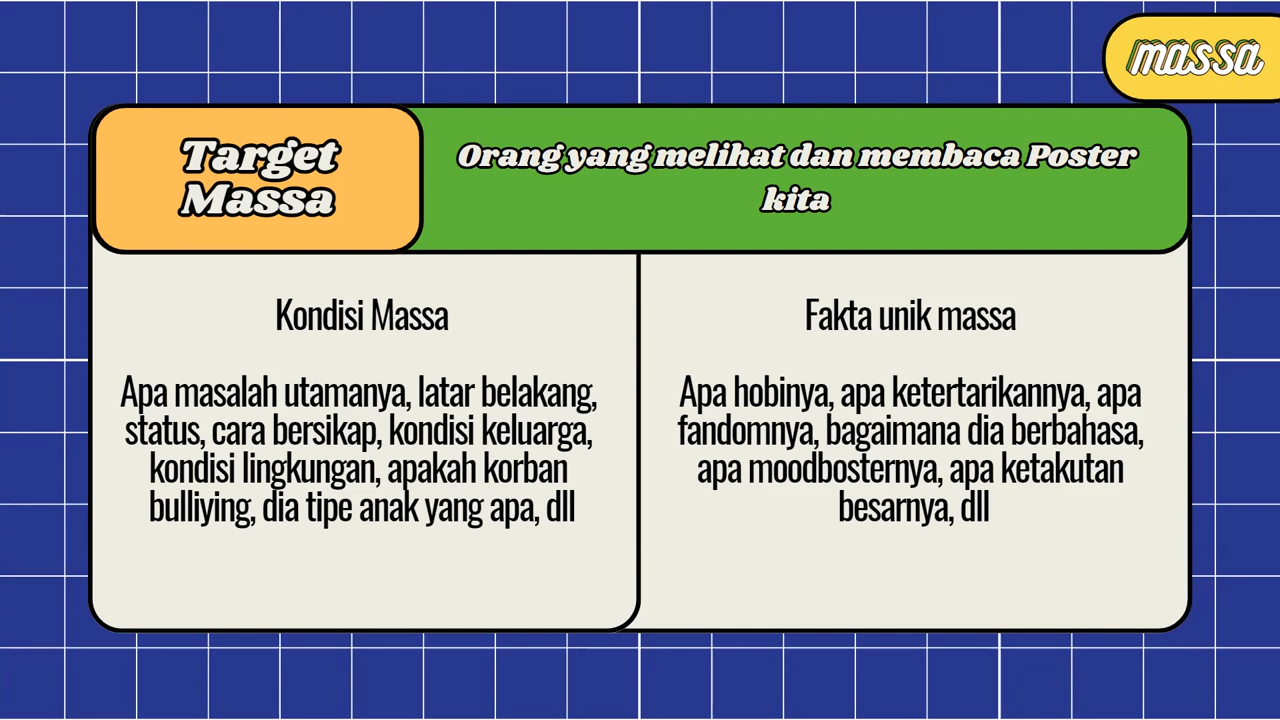 massa
Target
Massa
Orang yang melihat dan membaca Poster
kita
Kondisi Massa
Apa masalah utamanya, latar belakang,
status, cara bersikap, kondisi keluarga,
kondisi lingkungan, apakah korban
bulliying, dia tipe anak yang apa, dll
Fakta unik massa
Apa hobinya, apa ketertarikannya, apa
fandomnya, bagaimana dia berbahasa,
apa moodbosternya, apa ketakutan
besarnya, dll